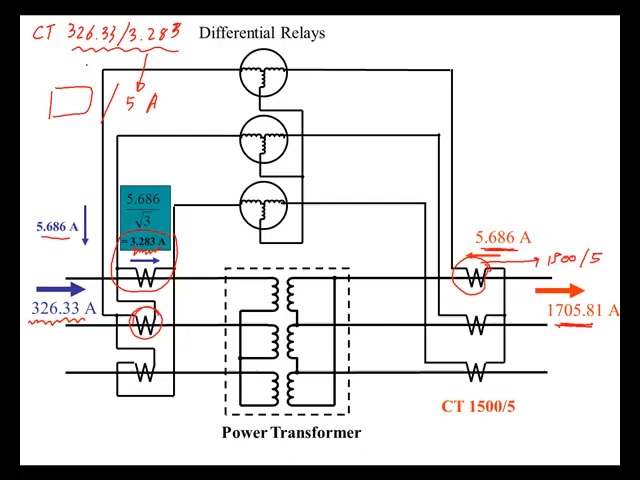 CT 326.33/3.283
Differential Relays
/ 5 A
5.686 A
5.686
√3
= 3.283 A
5.686 A
1500/5
326.33 A
1705.81 A
CT 1500/5
Power Transformer